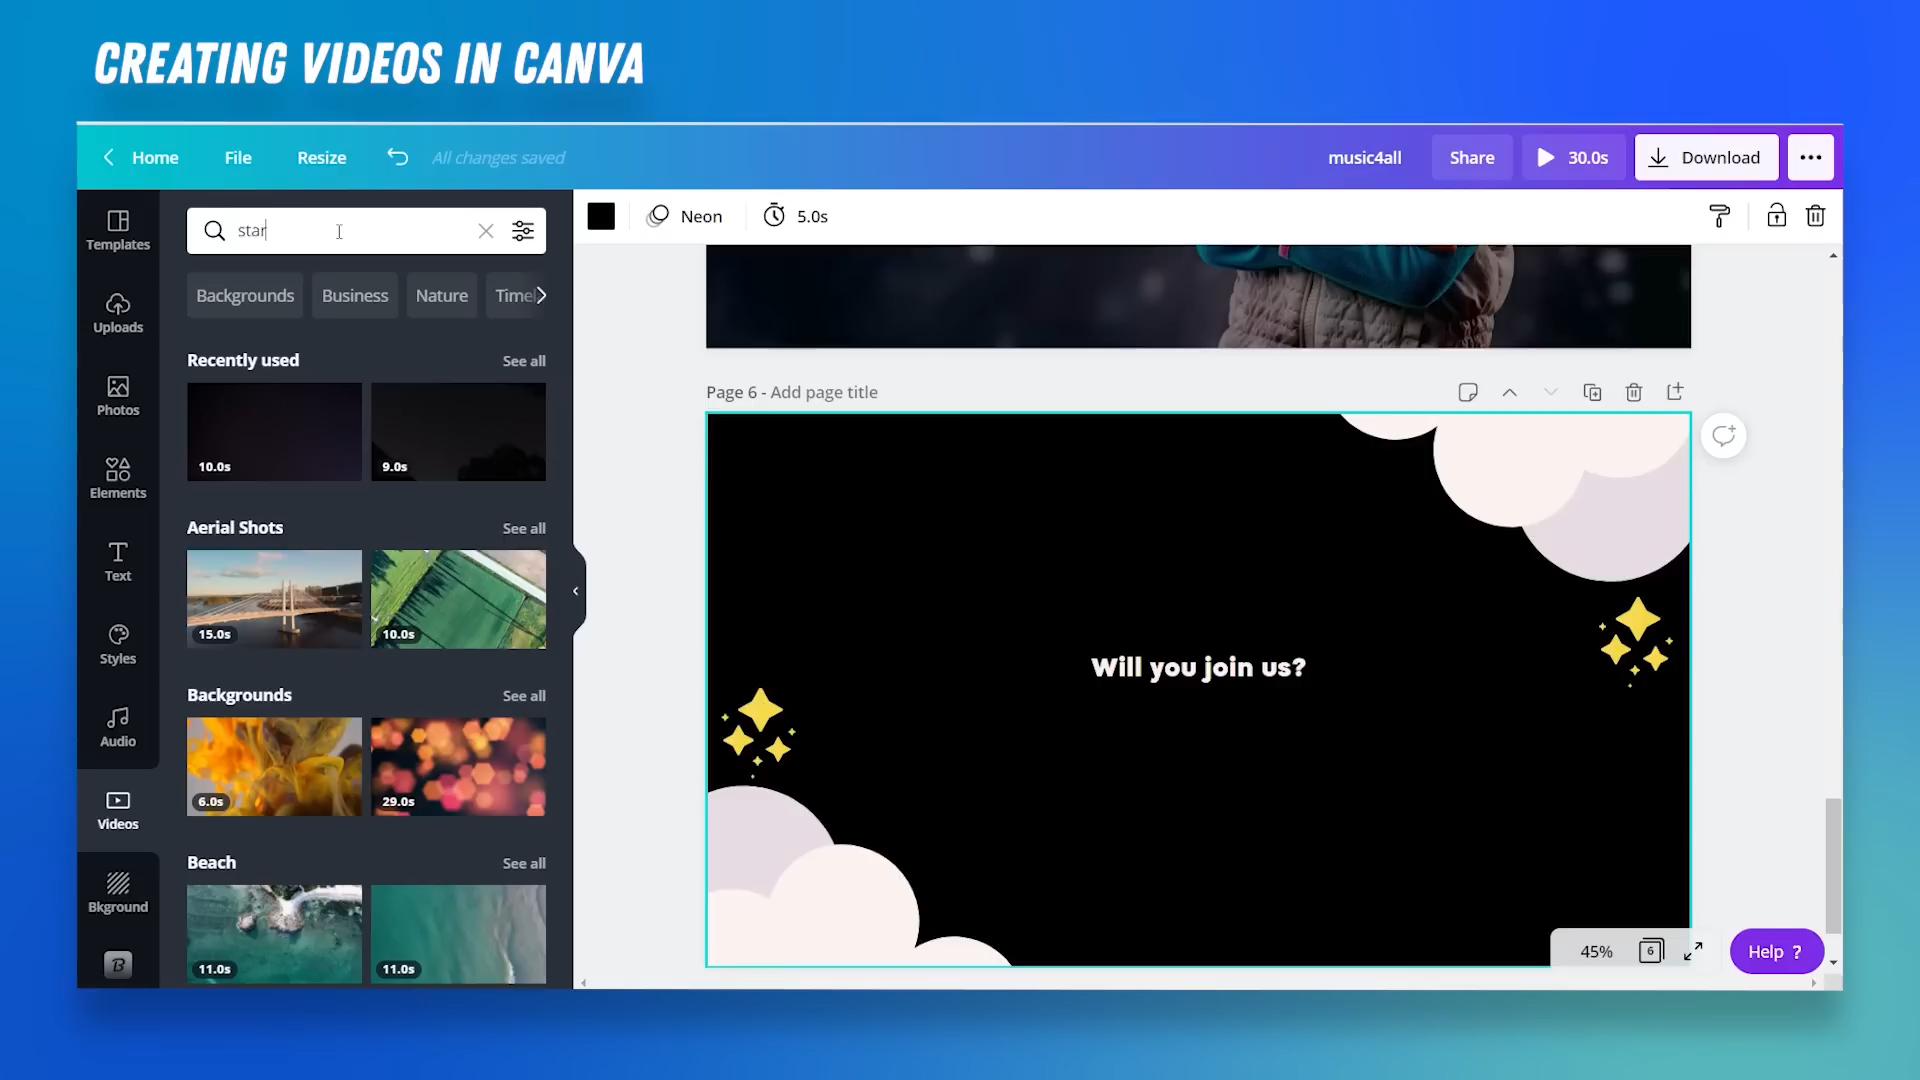 CREATING VIDEOS IN CANVA
Home
File
Resize
All changes saved
music4all
Share
30.0s
Download
Templates
Uploads
Photos
Elements
Text
Styles
Audio
Videos
Bkground
B
star
Backgrounds
Business
Nature
Timel
Recently used
See all
10.0s
9.0s
Aerial Shots
See all
15.0s
10.0s
Backgrounds
See all
6.0s
29.0s
Beach
See all
11.0s
11.0s
Neon
5.0s
Page 6 - Add page title
Will you join us?
45%
6
Help ?